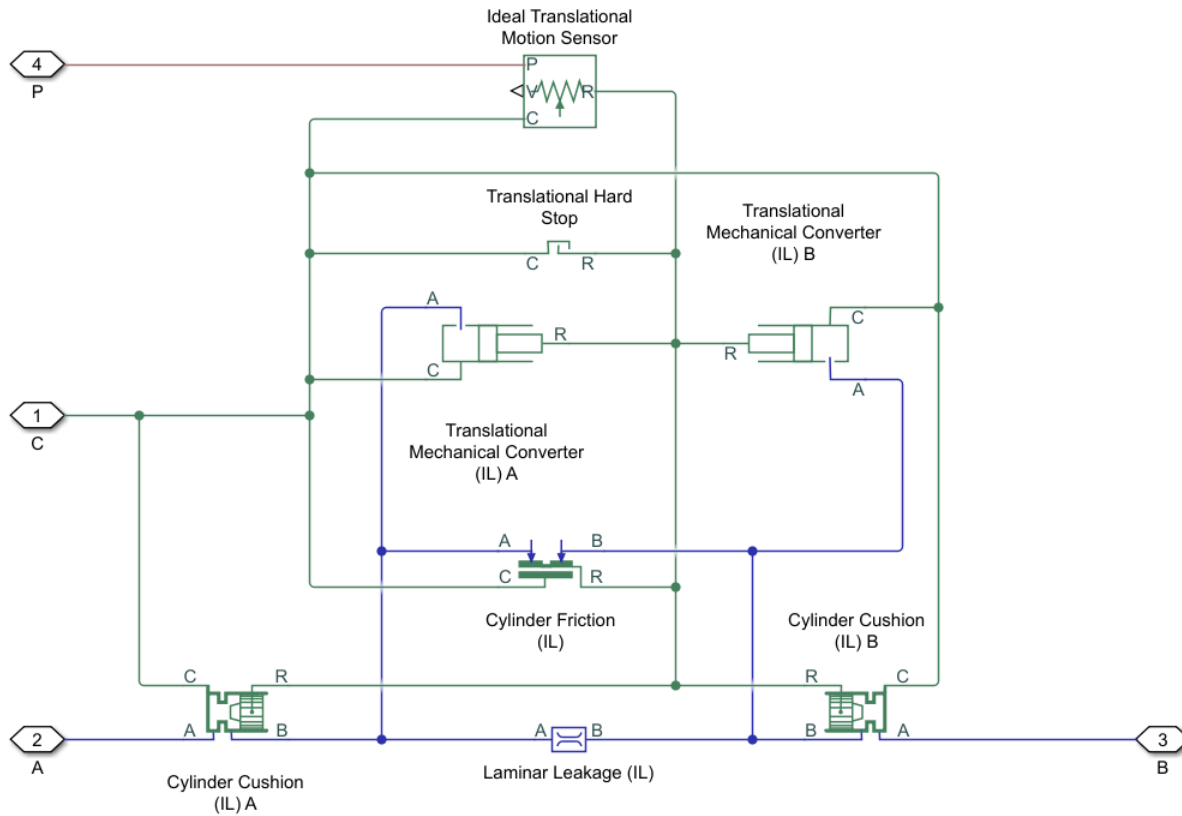 Ideal Translational
Motion Sensor
4
P
P
V
R
C
Translational Hard
Stop
C
R
Translational
Mechanical Converter
(IL) B
A
R
C
C
R
A
1
C
Translational
Mechanical Converter
(IL) A
A
B
C
R
Cylinder Friction
(IL)
Cylinder Cushion
(IL) B
C
R
R
C
2
A
A
B
A
B
B
A
3
B
Laminar Leakage (IL)
Cylinder Cushion
(IL) A